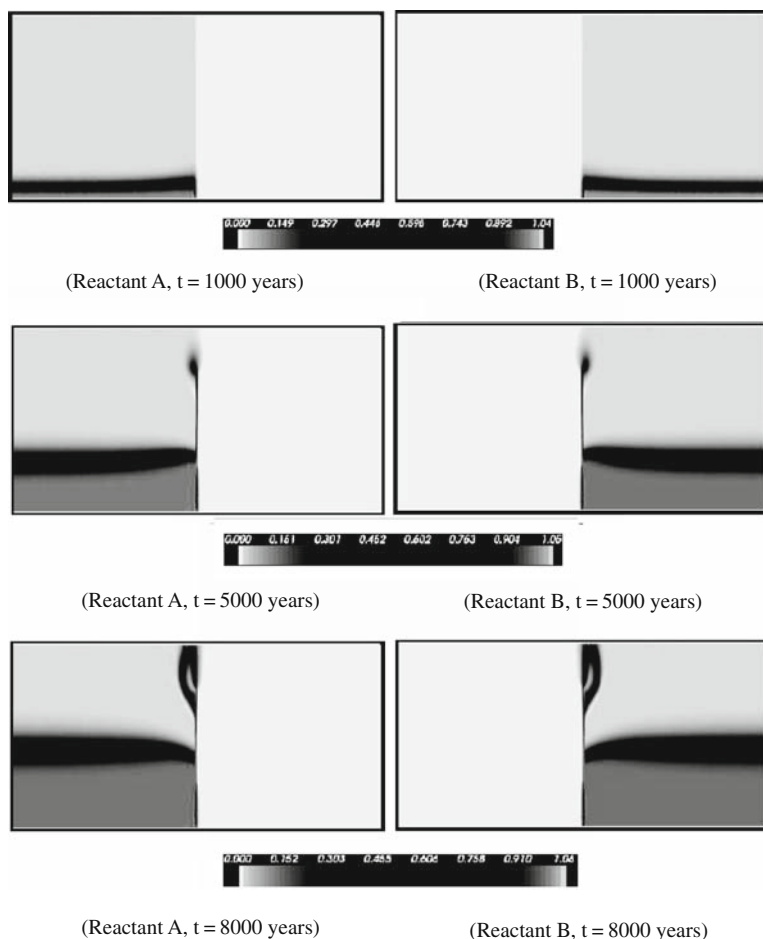 0.000 0.149 0.297 0.446 0.595 0.743 0.892 1.04
(Reactant A, t = 1000 years)
(Reactant B, t = 1000 years)
0.000 0.151 0.301 0.452 0.602 0.753 0.904 1.05
(Reactant A, t = 5000 years)
(Reactant B, t = 5000 years)
0.000 0.152 0.303 0.455 0.606 0.758 0.910 1.06
(Reactant A, t = 8000 years)
(Reactant B, t = 8000 years)